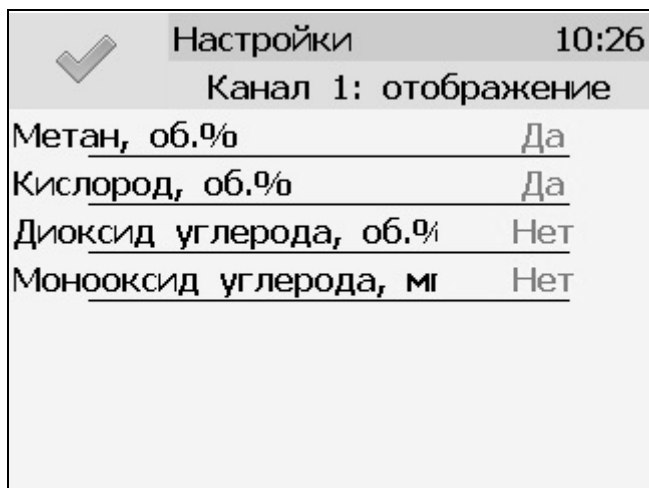 Настройки 10:26
Канал 1: отображение
Метан, об.% Да
Кислород, об.% Да
Диоксид углерода, об.% Нет
Монооксид углерода, мг Нет